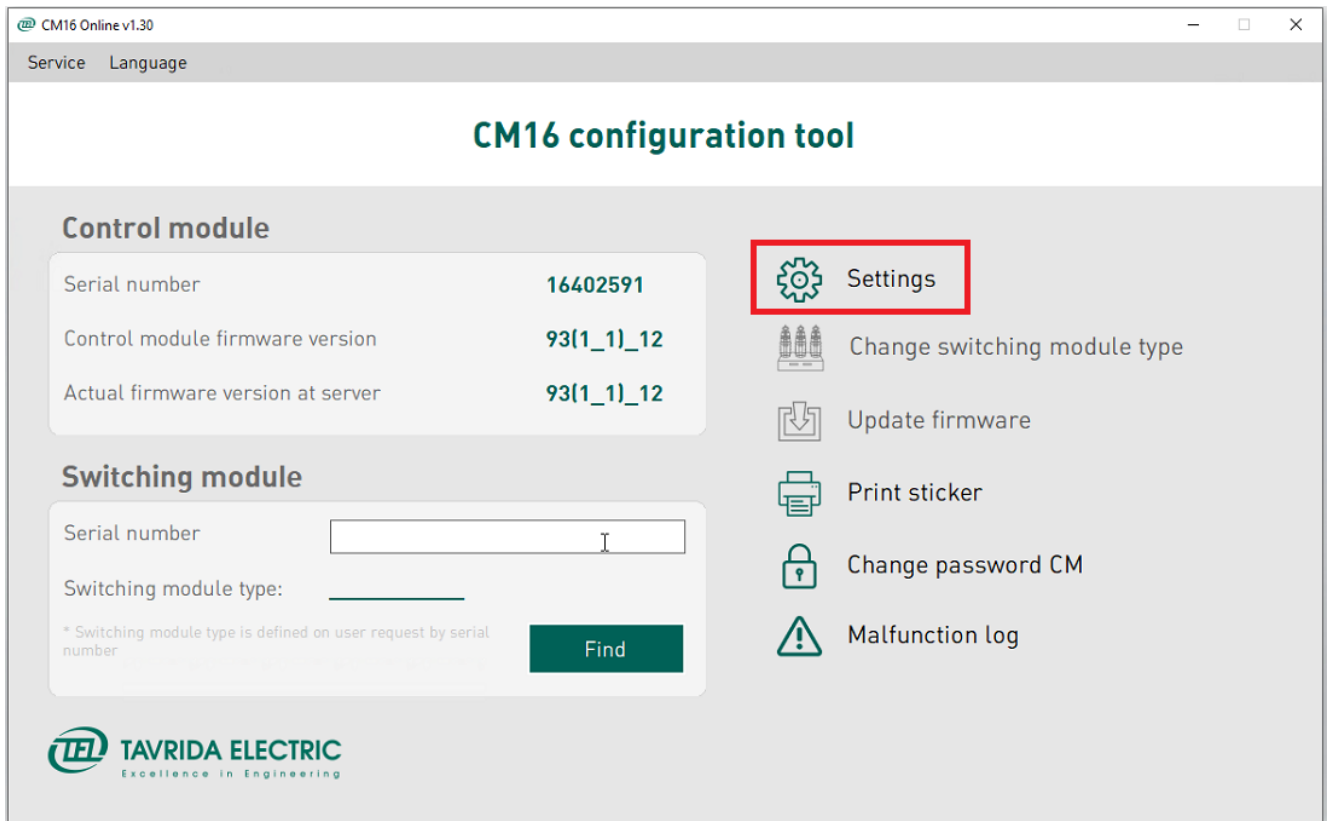 CM16 Online v1.30
Service Language
CM16 configuration tool
Control module
Serial number 16402591
Control module firmware version 93(1_1)_12
Actual firmware version at server 93(1_1)_12
Switching module
Serial number
Switching module type:
* Switching module type is defined on user request by serial
number
Find
Settings
Change switching module type
Update firmware
Print sticker
Change password CM
Malfunction log
TEL TAVRIDA ELECTRIC
Excellence in Engineering